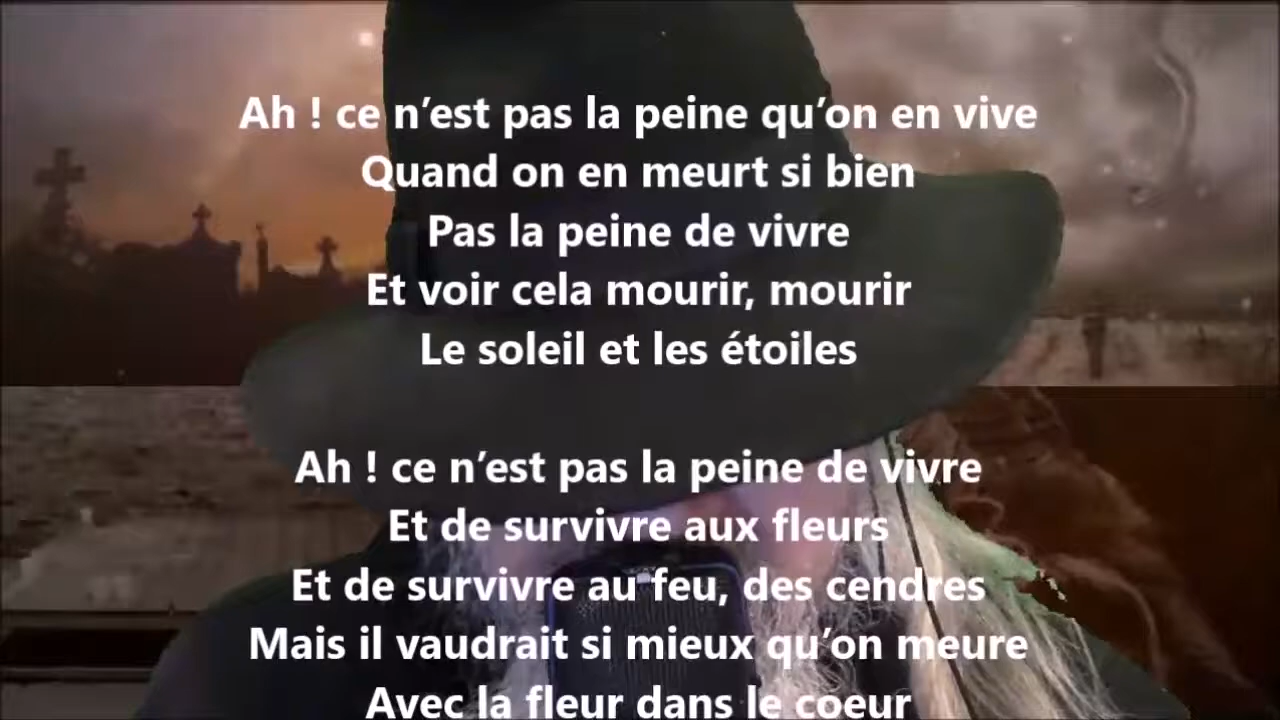 Ah ! ce n’est pas la peine qu’on en vive
Quand on en meurt si bien
Pas la peine de vivre
Et voir cela mourir, mourir
Le soleil et les étoiles
Ah ! ce n’est pas la peine de vivre
Et de survivre aux fleurs
Et de survivre au feu, des cendres
Mais il vaudrait si mieux qu’on meure
Avec la fleur dans le coeur